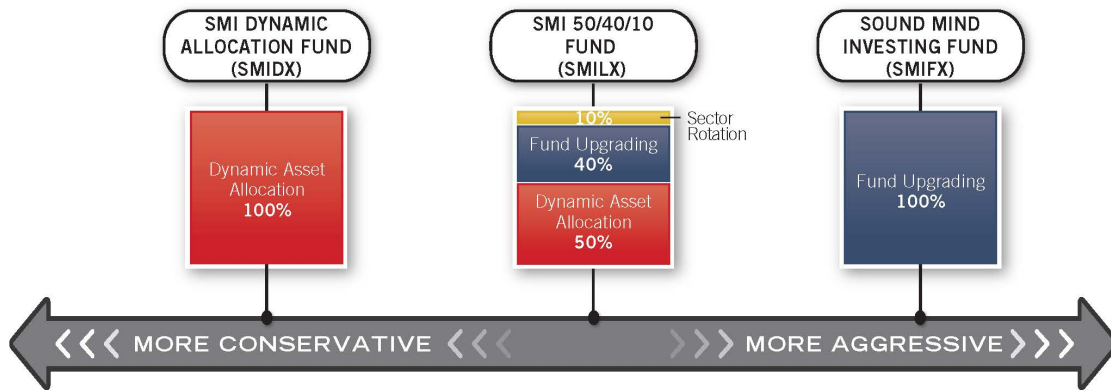 SMI DYNAMIC
ALLOCATION FUND
(SMIDX)
SMI 50/40/10
FUND
(SMILX)
SOUND MIND
INVESTING FUND
(SMIFX)
Dynamic Asset
Allocation
100%
10%
Sector
Rotation
Fund Upgrading
40%
Dynamic Asset
Allocation
50%
Fund Upgrading
100%
MORE CONSERVATIVE
MORE AGGRESSIVE